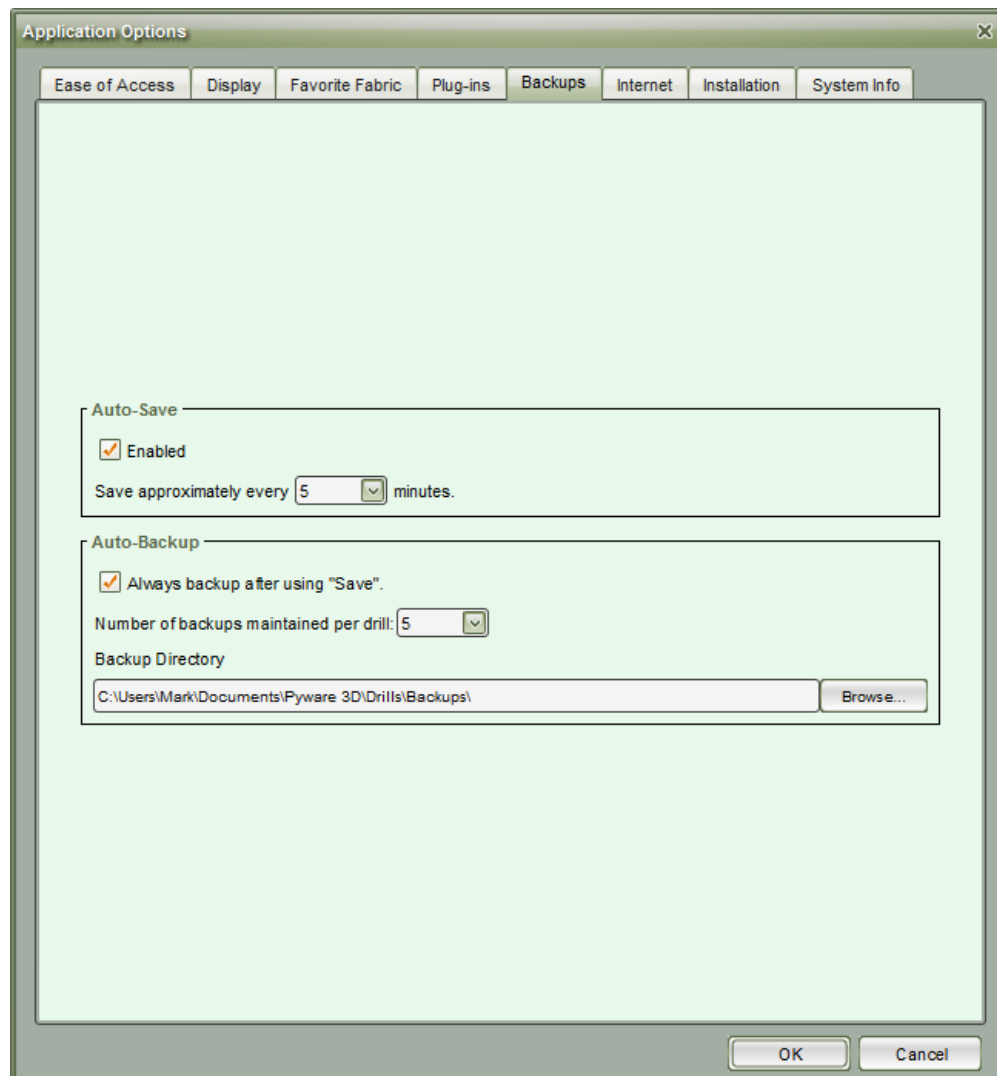 Application Options
Ease of Access Display Favorite Fabric Plug-ins Backups Internet Installation System Info
Auto-Save
Enabled
Save approximately every 5 minutes.
Auto-Backup
Always backup after using "Save".
Number of backups maintained per drill: 5
Backup Directory
C:\Users\Mark\Documents\Pyware 3D\Drills\Backups\ Browse...
OK Cancel